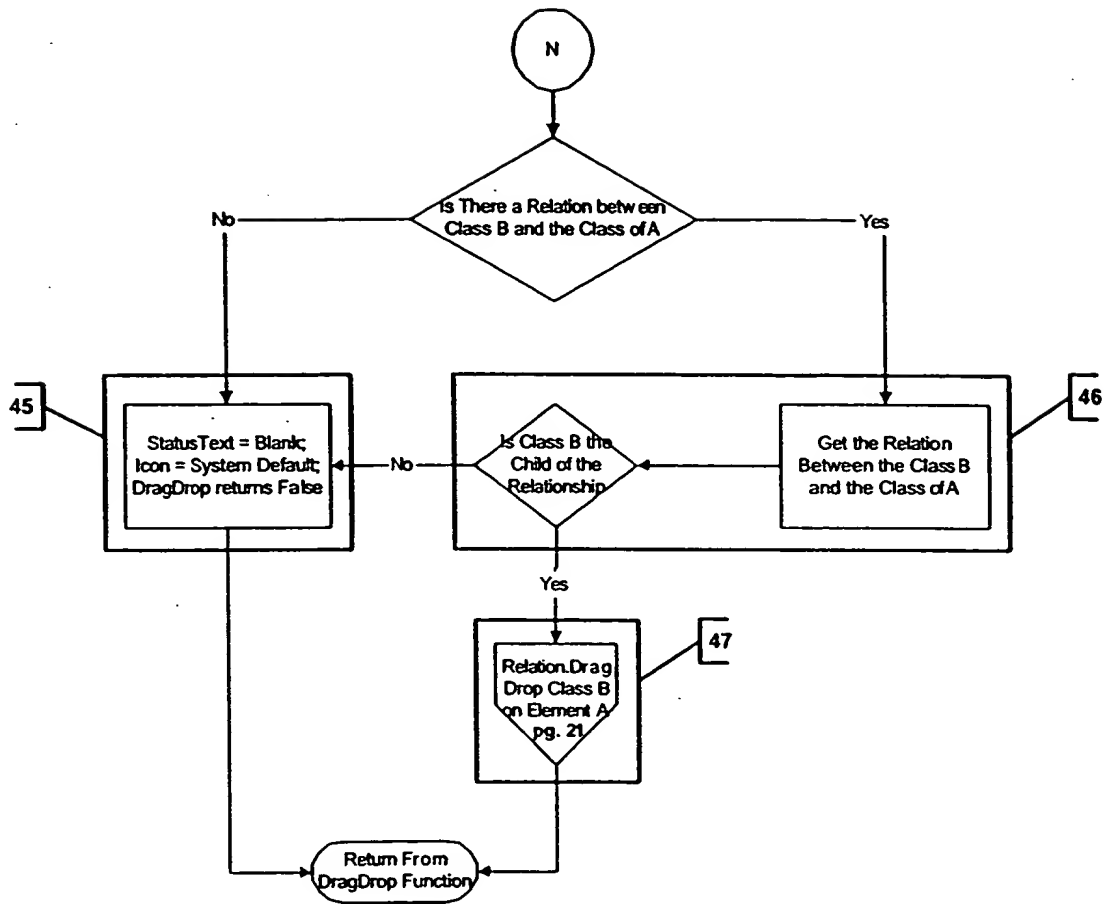 N
Is There a Relation between
Class B and the Class of A
No
Yes
45
46
StatusText = Blank;
Icon = System Default;
DragDrop returns False
No
Is Class B the
Child of the
Relationship
Get the Relation
Between the Class B
and the Class of A
Yes
47
Relation.Drag
Drop Class B
on Element A
pg. 21
Return From
DragDrop Function